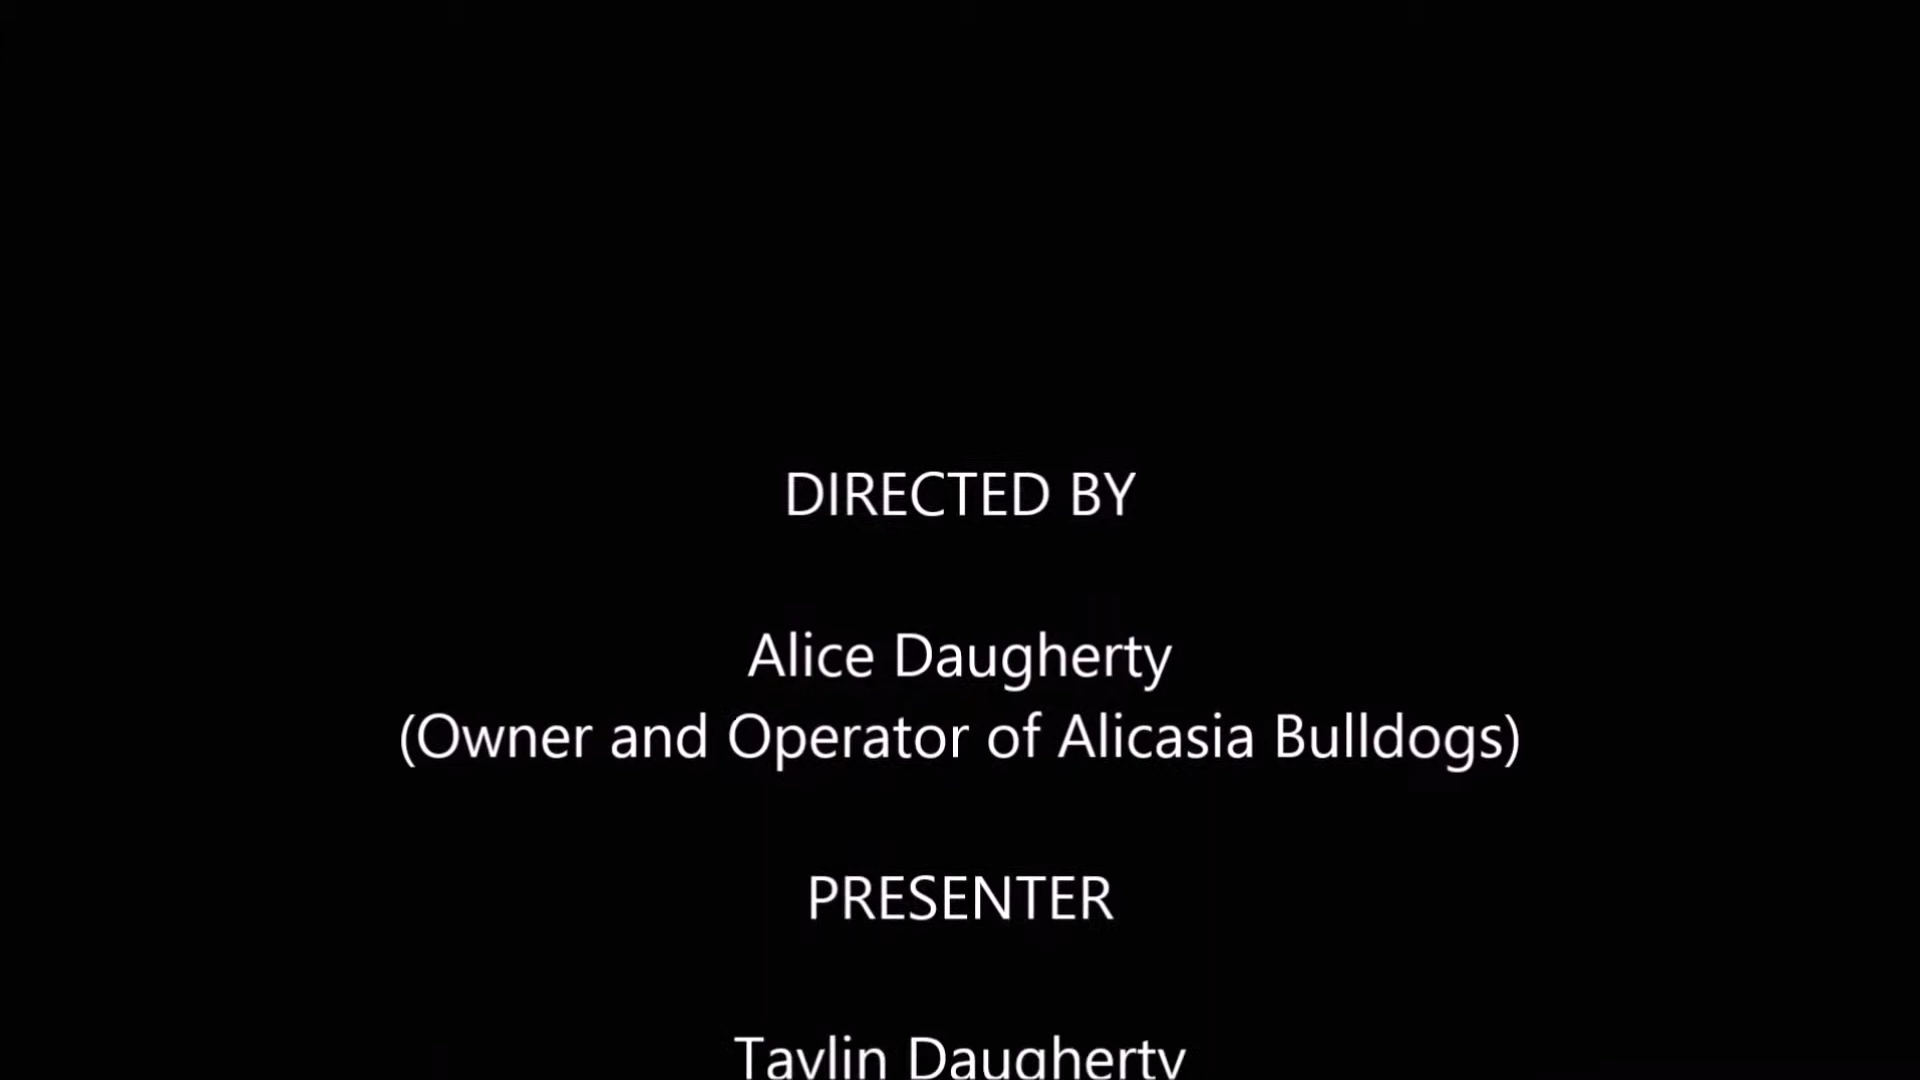 DIRECTED BY
Alice Daugherty
(Owner and Operator of Alicasia Bulldogs)
PRESENTER
Taylin Daugherty